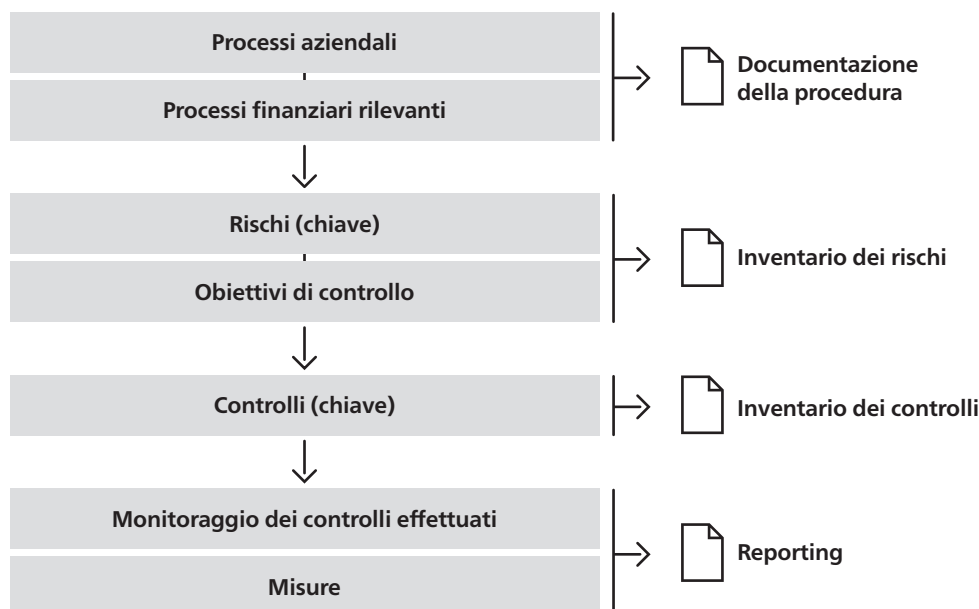 Processi aziendali
Processi finanziari rilevanti
Documentazione
della procedura
Rischi (chiave)
Obiettivi di controllo
Inventario dei rischi
Controlli (chiave)
Inventario dei controlli
Monitoraggio dei controlli effettuati
Misure
Reporting